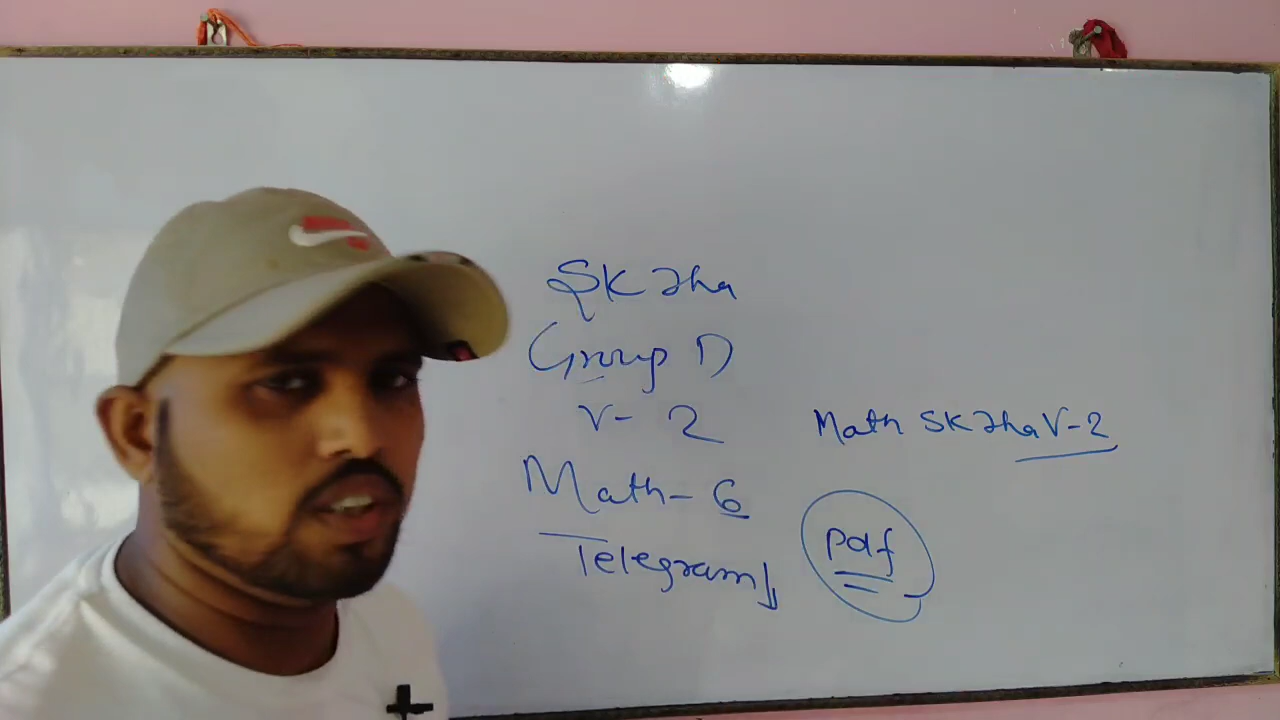 SK Jha
Group D
V-2
Math-6
Telegram
Math SK Jha V-2
pdf